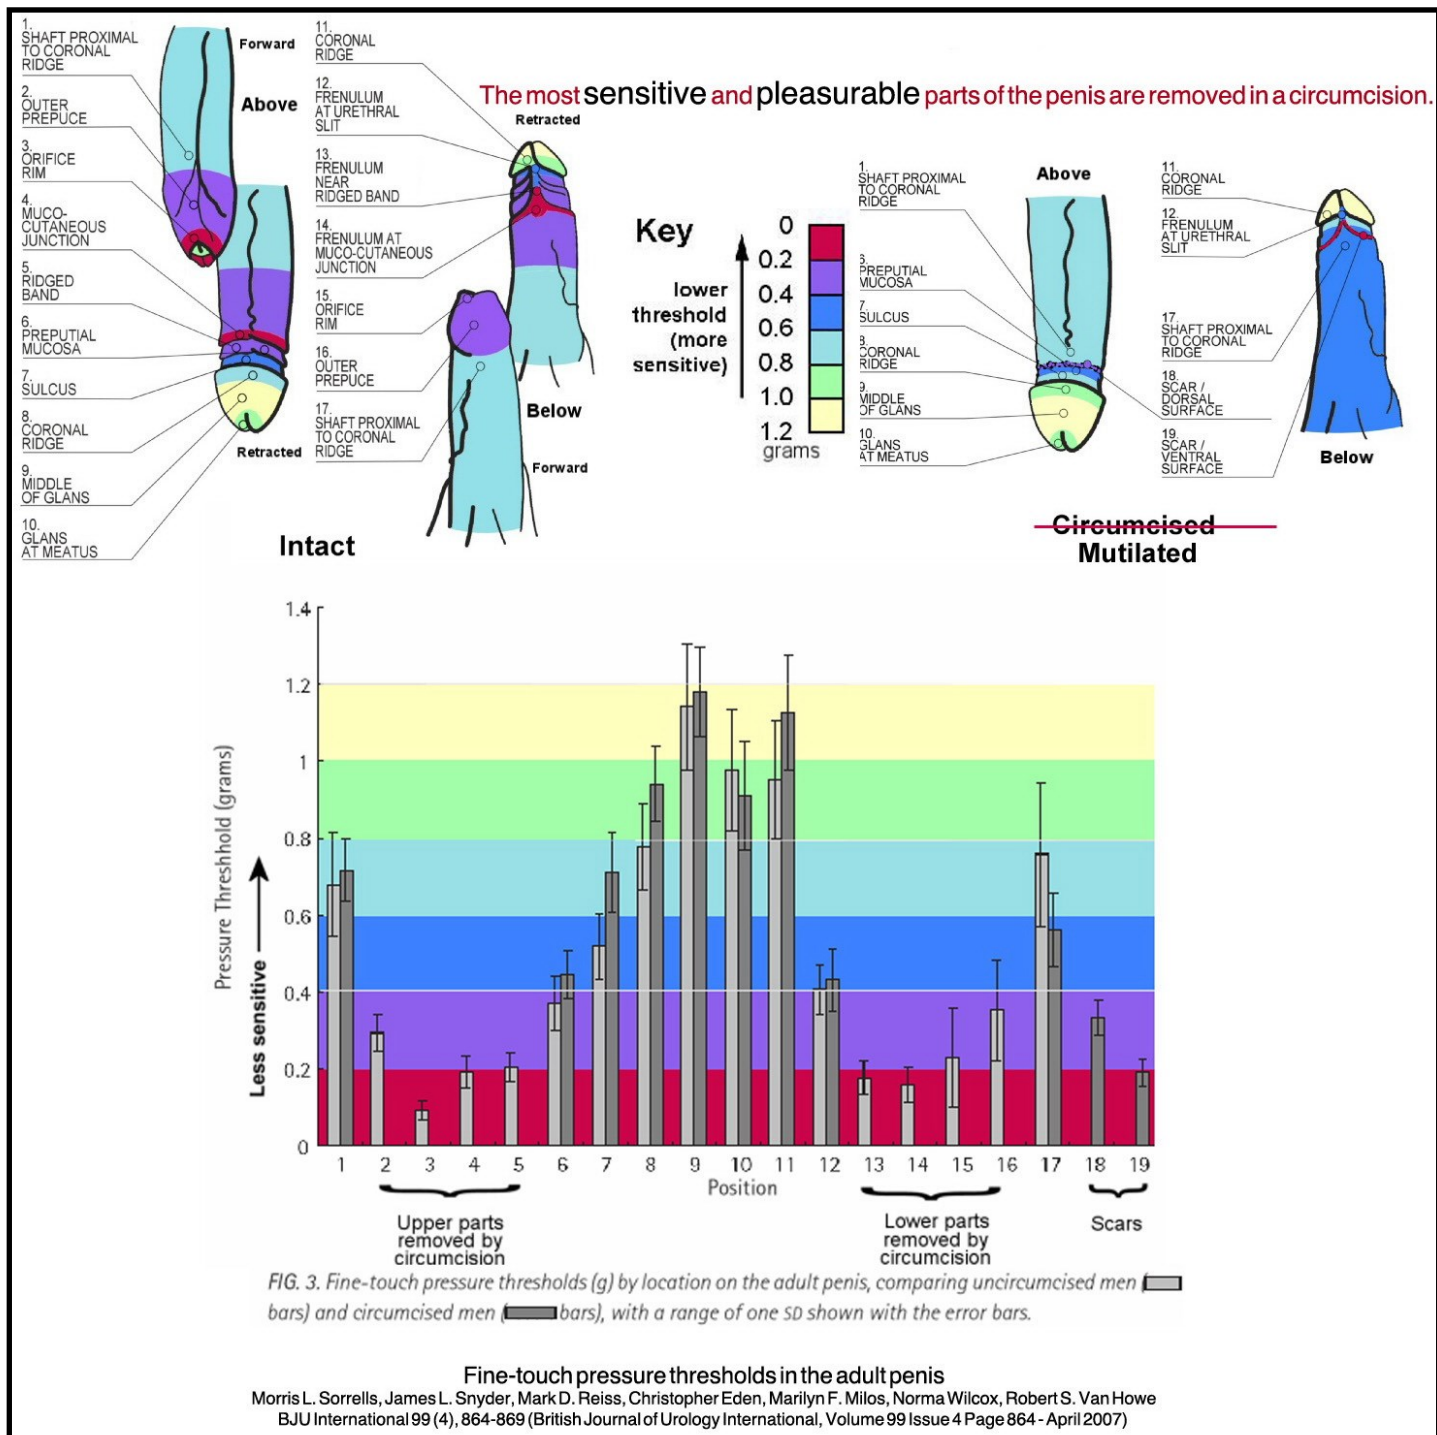 1.
SHAFT PROXIMAL
TO CORONAL
RIDGE
2.
OUTER
PREPUCE
3.
ORIFICE
RIM
4.
MUCO-
CUTANEOUS
JUNCTION
5.
RIDGED
BAND
6.
PREPUTIAL
MUCOSA
7.
SULCUS
8.
CORONAL
RIDGE
9.
MIDDLE
OF GLANS
10.
GLANS
AT MEATUS
Forward
Above
Retracted
11.
CORONAL
RIDGE
12.
FRENULUM
AT URETHRAL
SLIT
13.
FRENULUM
NEAR
RIDGED BAND
14.
FRENULUM AT
MUCO-CUTANEOUS
JUNCTION
15.
ORIFICE
RIM
16.
OUTER
PREPUCE
17.
SHAFT PROXIMAL
TO CORONAL
RIDGE
Retracted
Below
Forward
Intact
The most sensitive and pleasurable parts of the penis are removed in a circumcision.
Key
lower
threshold
(more
sensitive)
0
0.2
0.4
0.6
0.8
1.0
1.2
grams
1.
SHAFT PROXIMAL
TO CORONAL
RIDGE
6.
PREPUTIAL
MUCOSA
7.
SULCUS
8.
CORONAL
RIDGE
9.
MIDDLE
OF GLANS
10.
GLANS
AT MEATUS
Above
11.
CORONAL
RIDGE
12.
FRENULUM
AT URETHRAL
SLIT
17.
SHAFT PROXIMAL
TO CORONAL
RIDGE
18.
SCAR /
DORSAL
SURFACE
19.
SCAR /
VENTRAL
SURFACE
Below
Circumcised
Mutilated
Pressure Threshhold (grams)
Less sensitive
1.4
1.2
1
0.8
0.6
0.4
0.2
0
1 2 3 4 5 6 7 8 9 10 11 12 13 14 15 16 17 18 19
Position
Upper parts
removed by
circumcision
Lower parts
removed by
circumcision
Scars
FIG. 3. Fine-touch pressure thresholds (g) by location on the adult penis, comparing uncircumcised men (
bars) and circumcised men ( bars), with a range of one SD shown with the error bars.
Fine-touch pressure thresholds in the adult penis
Morris L. Sorrells, James L. Snyder, Mark D. Reiss, Christopher Eden, Marilyn F. Milos, Norma Wilcox, Robert S. Van Howe
BJU International 99 (4), 864-869 (British Journal of Urology International, Volume 99 Issue 4 Page 864 - April 2007)